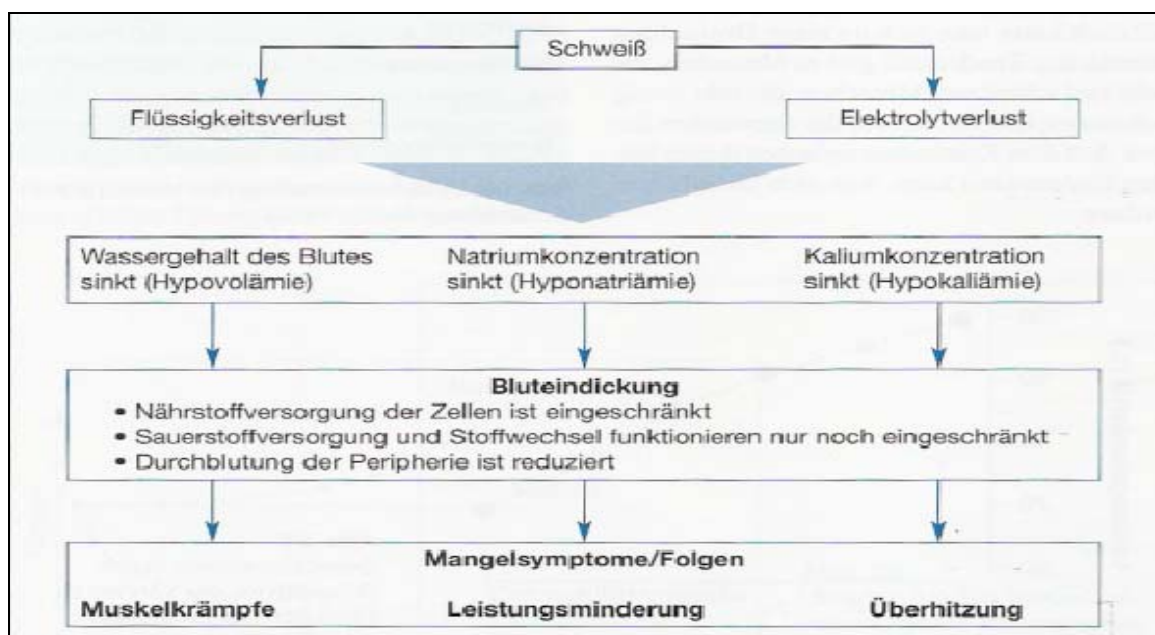 Schweiß
Flüssigkeitsverlust
Elektrolytverlust
Wassergehalt des Blutes
sinkt (Hypovolämie)
Natriumkonzentration
sinkt (Hyponatriämie)
Kaliumkonzentration
sinkt (Hypokaliämie)
Bluteindickung
• Nährstoffversorgung der Zellen ist eingeschränkt
• Sauerstoffversorgung und Stoffwechsel funktionieren nur noch eingeschränkt
• Durchblutung der Peripherie ist reduziert
Mangelsymptome/Folgen
Muskelkrämpfe
Leistungsminderung
Überhitzung